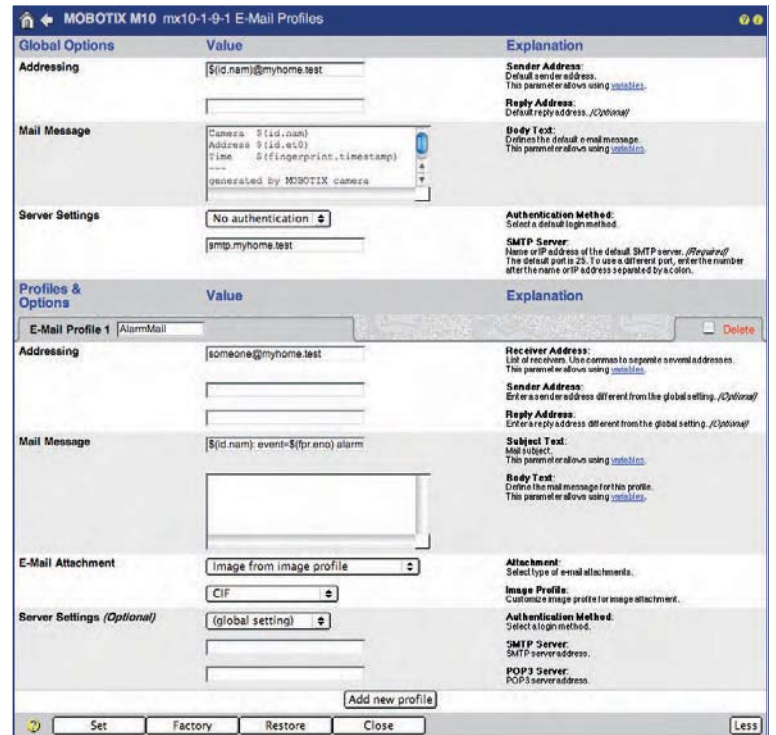 MOBOTIX M10 mx10-1-9-1 E-Mail Profiles
Global Options Value Explanation
Addressing
$(id.nam)@myhome.test
Sender Address:
Default sender address.
This parameter allows using variables.
Reply Address:
Default reply address. (Optional)
Mail Message
Camera $(id.nam)
Address $(id.et0)
Time $(fingerprint.timestamp)
---
generated by MOBOTIX camera
Body Text:
Defines the default e-mail message.
This parameter allows using variables.
Server Settings
No authentication
smtp.myhome.test
Authentication Method:
Select a default login method.
SMTP Server:
Name or IP address of the default SMTP server. (Required)
The default port is 25. To use a different port, enter the number
after the name or IP address separated by a colon.
Profiles &
Options
Value Explanation
E-Mail Profile 1 AlarmMail Delete
Addressing
someone@myhome.test
Receiver Address:
List of receivers. Use commas to seperate several addresses.
This parameter allows using variables.
Sender Address:
Enter a sender address different from the global setting. (Optional)
Reply Address:
Enter a reply address different from the global setting. (Optional)
Mail Message
$(id.nam): event=$(fpr.eno) alarm
Subject Text:
Mail subject.
This parameter allows using variables.
Body Text:
Define the mail message for this profile.
This parameter allows using variables.
E-Mail Attachment
Image from image profile
CIF
Attachment:
Select type of e-mail attachments.
Image Profile:
Customize image profile for image attachment.
Server Settings (Optional)
(global setting)
Authentication Method:
Select a login method.
SMTP Server:
SMTP server address.
POP3 Server:
POP3 server address.
Add new profile
Set Factory Restore Close Less